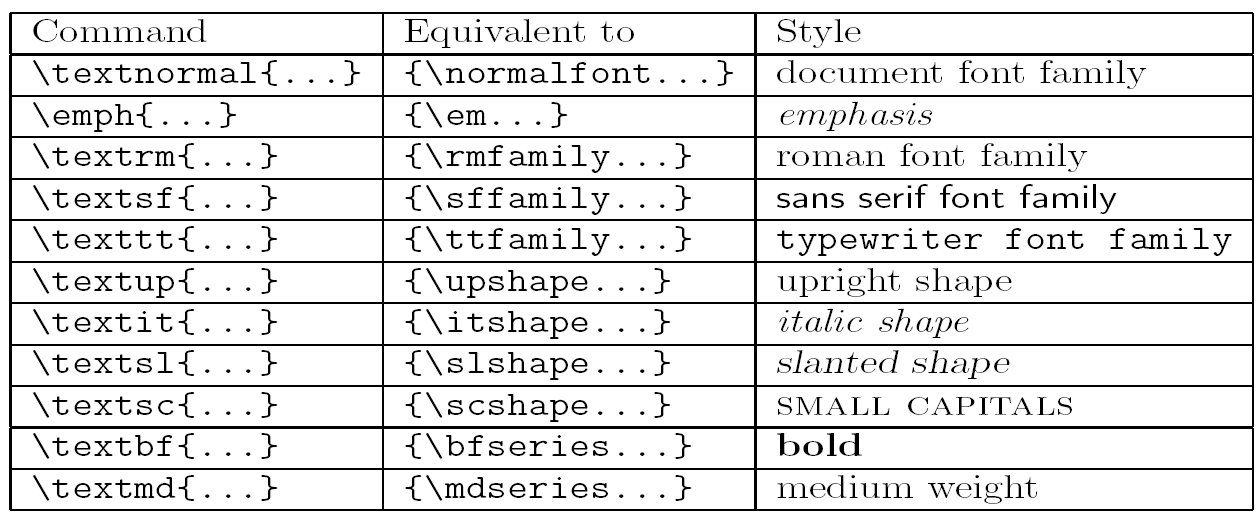 Command Equivalent to Style
\textnormal{...} {\normalfont...} document font family
\emph{...} {\em...} emphasis
\textrm{...} {\rmfamily...} roman font family
\textsf{...} {\sffamily...} sans serif font family
\texttt{...} {\ttfamily...} typewriter font family
\textup{...} {\upshape...} upright shape
\textit{...} {\itshape...} italic shape
\textsl{...} {\slshape...} slanted shape
\textsc{...} {\scshape...} SMALL CAPITALS
\textbf{...} {\bfseries...} bold
\textmd{...} {\mdseries...} medium weight